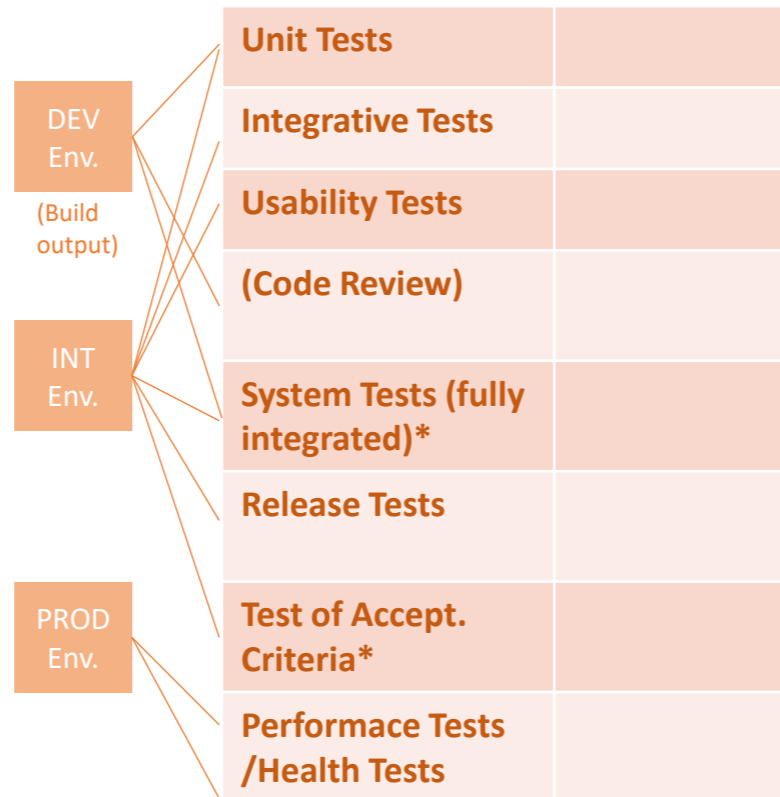 Unit Tests
DEV
Env.
Integrative Tests
(Build
output)
Usability Tests
(Code Review)
INT
Env.
System Tests (fully
integrated)*
Release Tests
PROD
Env.
Test of Accept.
Criteria*
Performace Tests
/Health Tests